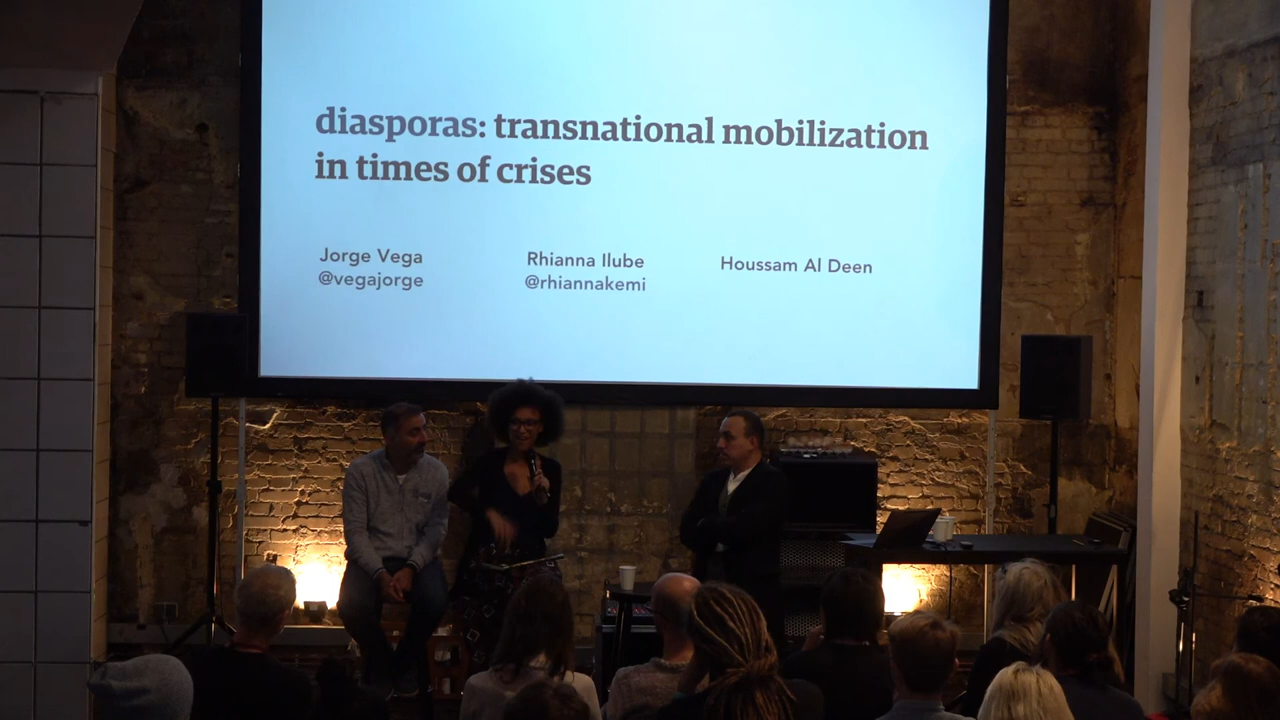 diasporas: transnational mobilization
in times of crises
Jorge Vega
@vegajorge
Rhianna Ilube
@rhiannakemi
Houssam Al Deen